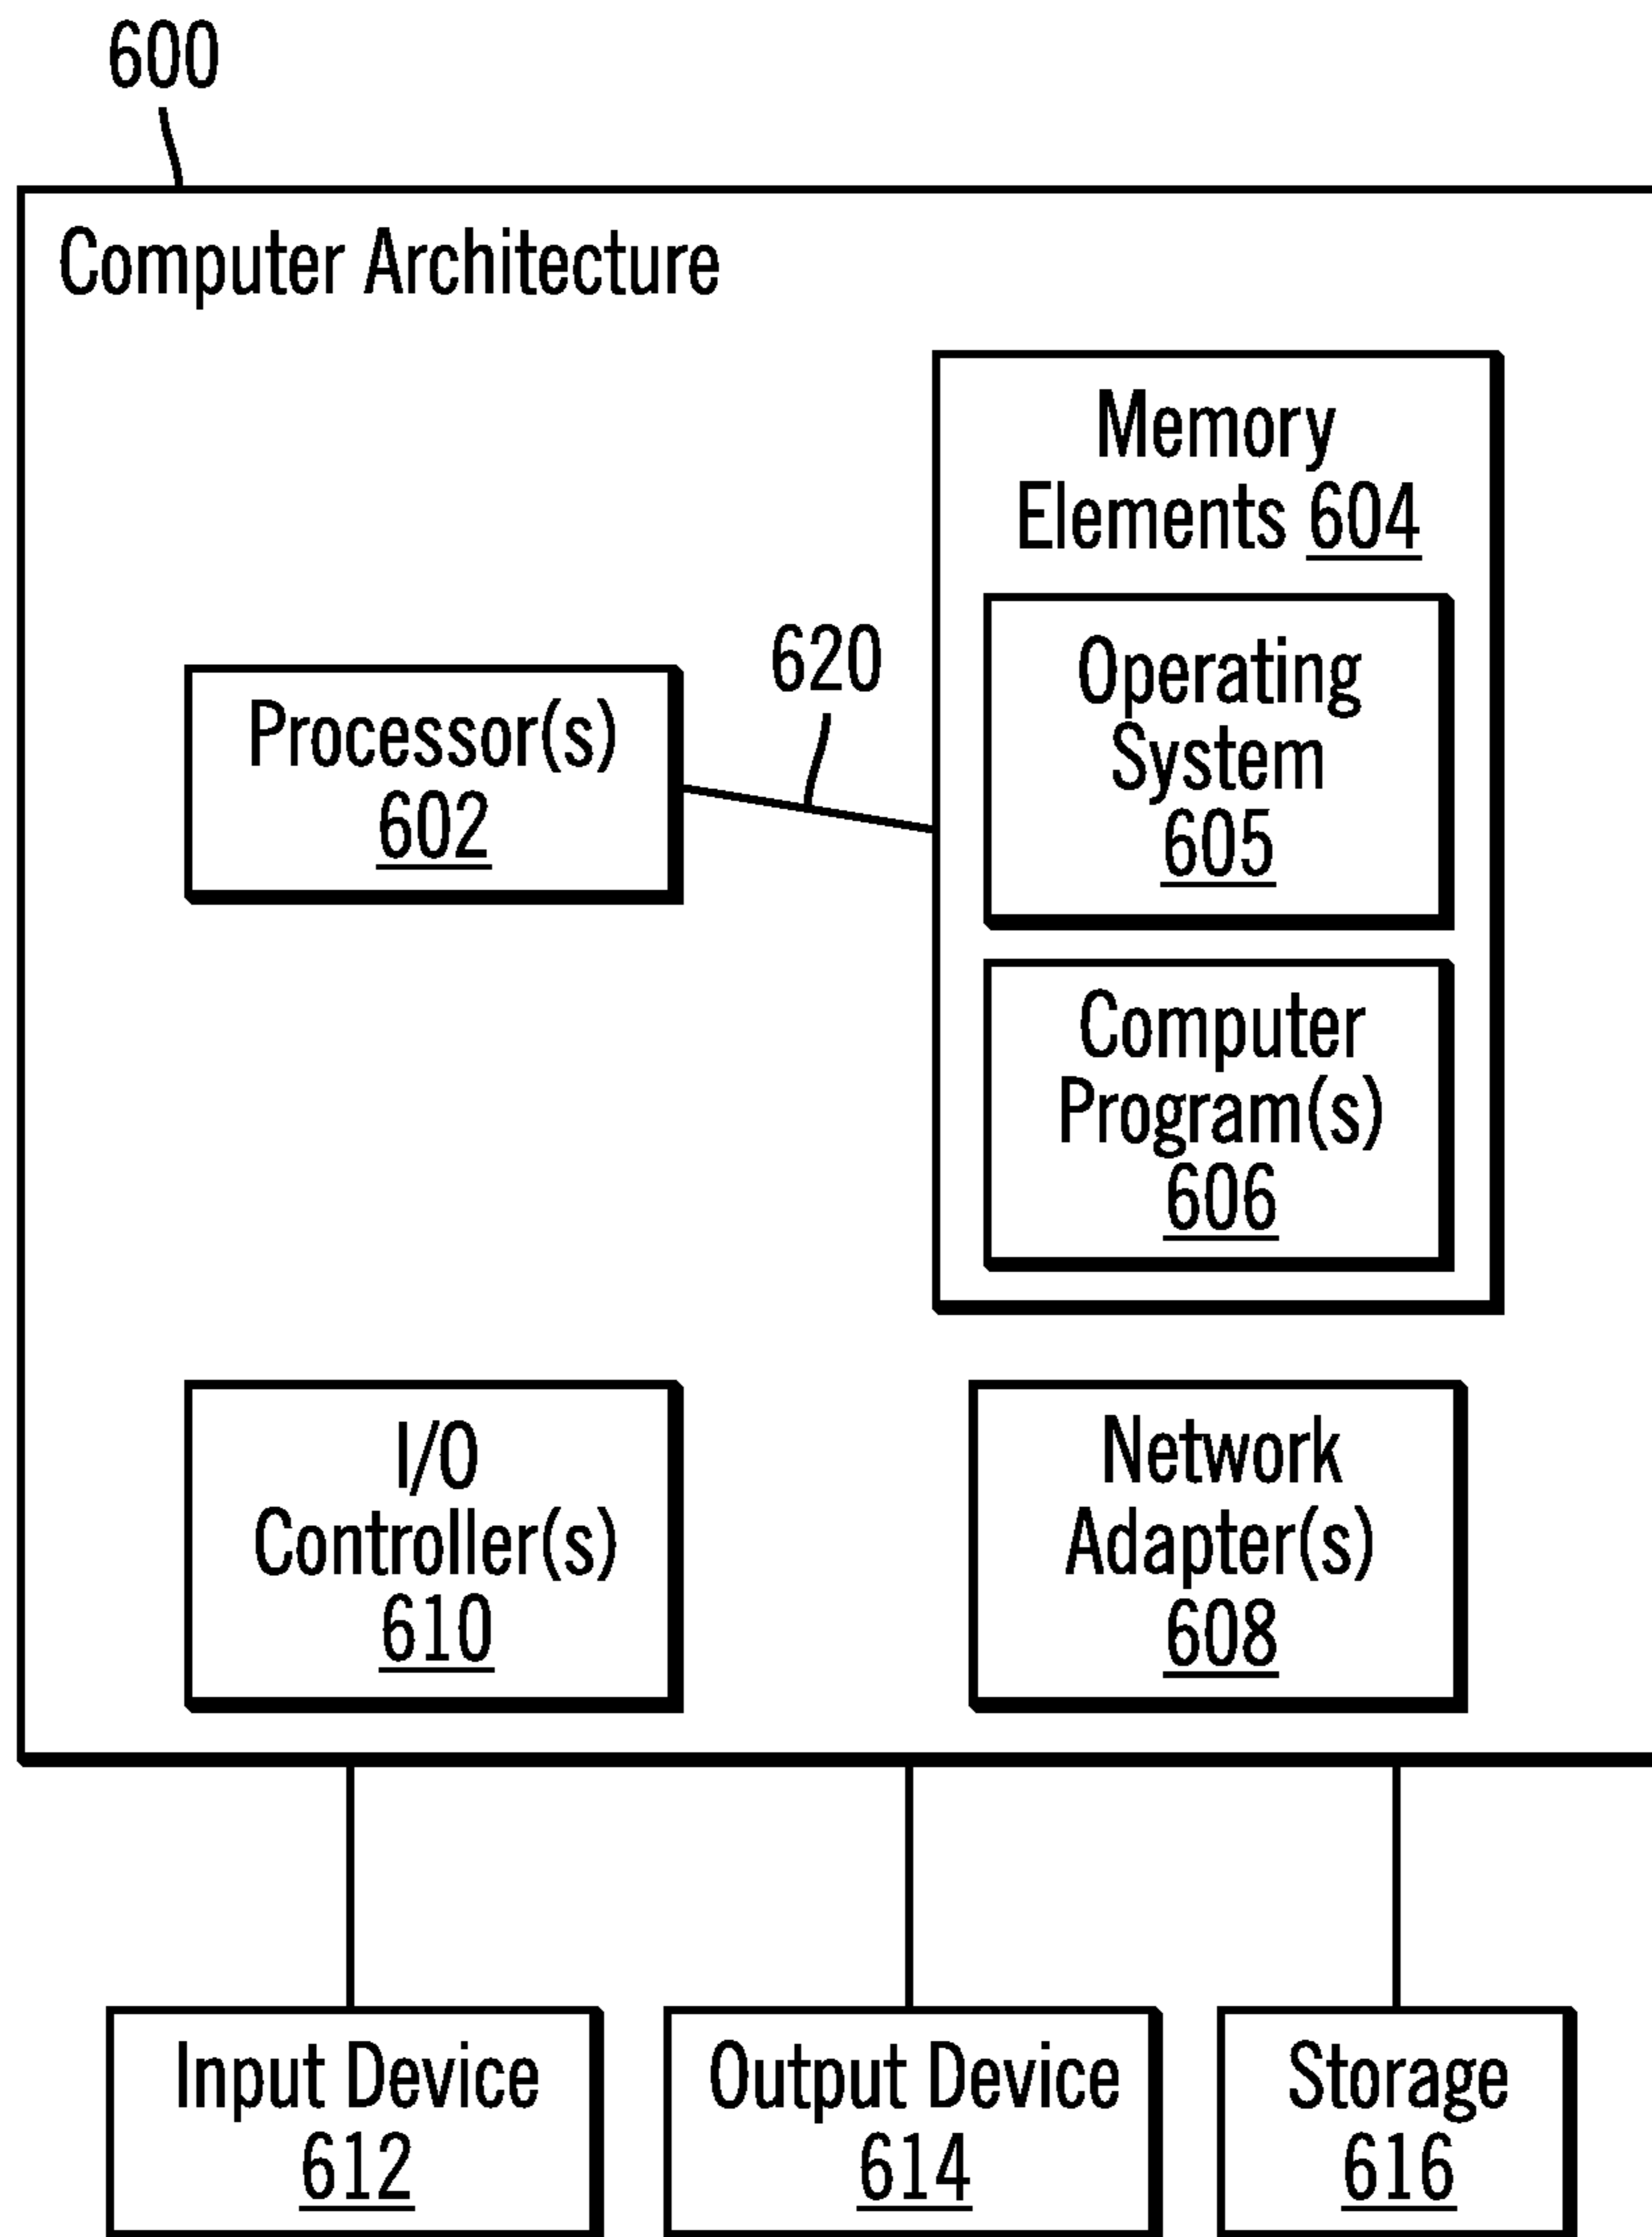 600
Computer Architecture
Memory
Elements 604
620
Operating
System
605
Processor(s)
602
Computer
Program(s)
606
I/O
Controller(s)
610
Network
Adapter(s)
608
Input Device
612
Output Device
614
Storage
616